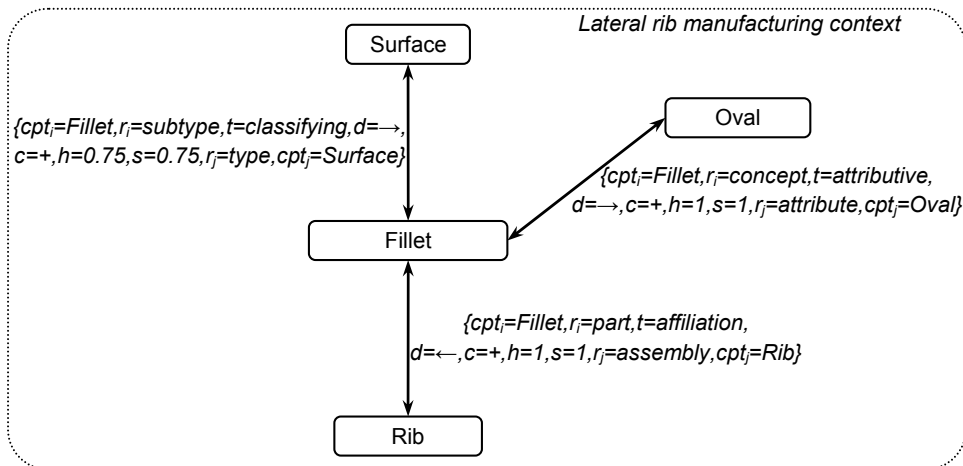 Lateral rib manufacturing context
Surface
{cptᵢ=Fillet,rᵢ=subtype,t=classifying,d=→,
c=+,h=0.75,s=0.75,rⱼ=type,cptⱼ=Surface}
Oval
{cptᵢ=Fillet,rᵢ=concept,t=attributive,
d=→,c=+,h=1,s=1,rⱼ=attribute,cptⱼ=Oval}
Fillet
{cptᵢ=Fillet,rᵢ=part,t=affiliation,
d=←,c=+,h=1,s=1,rⱼ=assembly,cptⱼ=Rib}
Rib